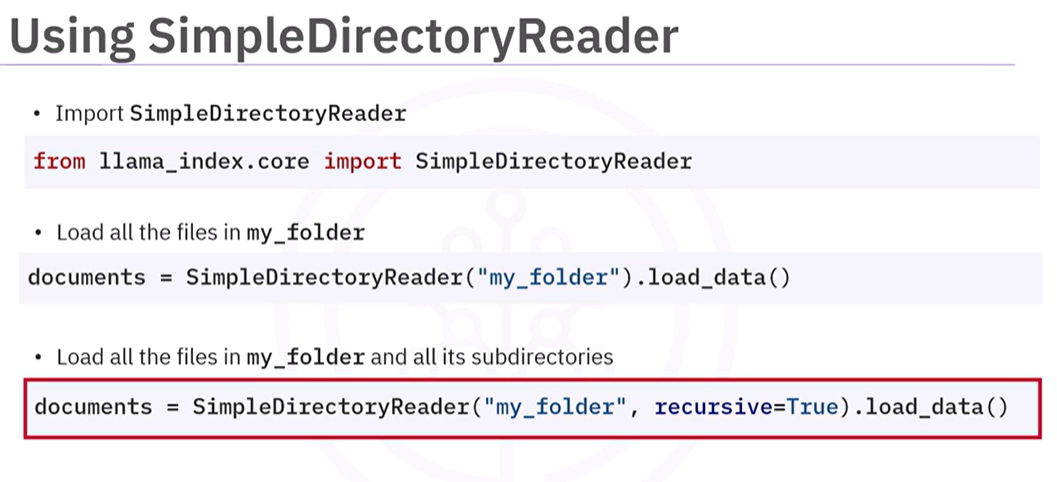 Using SimpleDirectoryReader
• Import SimpleDirectoryReader
from llama_index.core import SimpleDirectoryReader
• Load all the files in my_folder
documents = SimpleDirectoryReader("my_folder").load_data()
• Load all the files in my_folder and all its subdirectories
documents = SimpleDirectoryReader("my_folder", recursive=True).load_data()